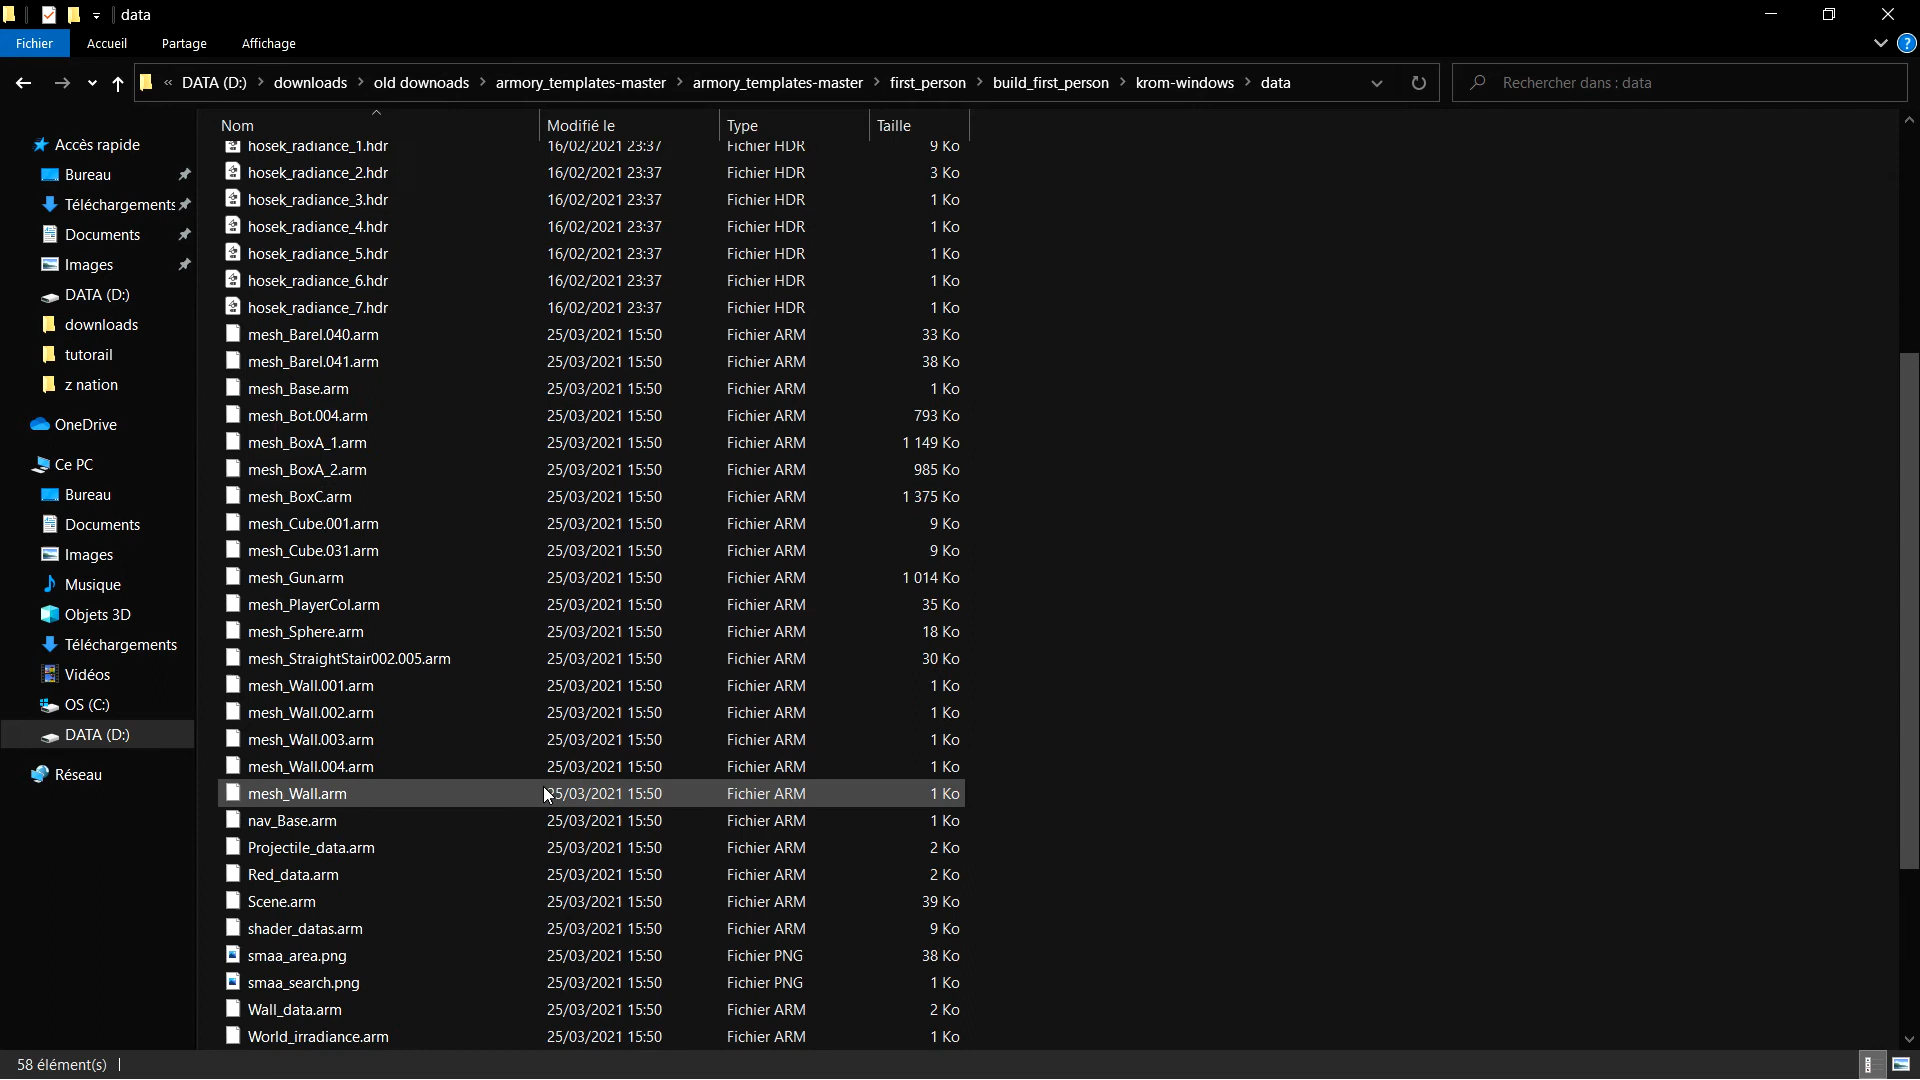 data
Fichier Accueil Partage Affichage
« DATA (D:) > downloads > old downoads > armory_templates-master > armory_templates-master > first_person > build_first_person > krom-windows > data
Rechercher dans : data
Accès rapide
Bureau
Téléchargements
Documents
Images
DATA (D:)
downloads
tutorail
z nation
OneDrive
Ce PC
Bureau
Documents
Images
Musique
Objets 3D
Téléchargements
Vidéos
OS (C:)
DATA (D:)
Réseau
Nom Modifié le Type Taille
hosek_radiance_1.hdr 16/02/2021 23:37 Fichier HDR 9 Ko
hosek_radiance_2.hdr 16/02/2021 23:37 Fichier HDR 3 Ko
hosek_radiance_3.hdr 16/02/2021 23:37 Fichier HDR 1 Ko
hosek_radiance_4.hdr 16/02/2021 23:37 Fichier HDR 1 Ko
hosek_radiance_5.hdr 16/02/2021 23:37 Fichier HDR 1 Ko
hosek_radiance_6.hdr 16/02/2021 23:37 Fichier HDR 1 Ko
hosek_radiance_7.hdr 16/02/2021 23:37 Fichier HDR 1 Ko
mesh_Barel.040.arm 25/03/2021 15:50 Fichier ARM 33 Ko
mesh_Barel.041.arm 25/03/2021 15:50 Fichier ARM 38 Ko
mesh_Base.arm 25/03/2021 15:50 Fichier ARM 1 Ko
mesh_Bot.004.arm 25/03/2021 15:50 Fichier ARM 793 Ko
mesh_BoxA_1.arm 25/03/2021 15:50 Fichier ARM 1 149 Ko
mesh_BoxA_2.arm 25/03/2021 15:50 Fichier ARM 985 Ko
mesh_BoxC.arm 25/03/2021 15:50 Fichier ARM 1 375 Ko
mesh_Cube.001.arm 25/03/2021 15:50 Fichier ARM 9 Ko
mesh_Cube.031.arm 25/03/2021 15:50 Fichier ARM 9 Ko
mesh_Gun.arm 25/03/2021 15:50 Fichier ARM 1 014 Ko
mesh_PlayerCol.arm 25/03/2021 15:50 Fichier ARM 35 Ko
mesh_Sphere.arm 25/03/2021 15:50 Fichier ARM 18 Ko
mesh_StraightStair002.005.arm 25/03/2021 15:50 Fichier ARM 30 Ko
mesh_Wall.001.arm 25/03/2021 15:50 Fichier ARM 1 Ko
mesh_Wall.002.arm 25/03/2021 15:50 Fichier ARM 1 Ko
mesh_Wall.003.arm 25/03/2021 15:50 Fichier ARM 1 Ko
mesh_Wall.004.arm 25/03/2021 15:50 Fichier ARM 1 Ko
mesh_Wall.arm 25/03/2021 15:50 Fichier ARM 1 Ko
nav_Base.arm 25/03/2021 15:50 Fichier ARM 1 Ko
Projectile_data.arm 25/03/2021 15:50 Fichier ARM 2 Ko
Red_data.arm 25/03/2021 15:50 Fichier ARM 2 Ko
Scene.arm 25/03/2021 15:50 Fichier ARM 39 Ko
shader_datas.arm 25/03/2021 15:50 Fichier ARM 9 Ko
smaa_area.png 25/03/2021 15:50 Fichier PNG 38 Ko
smaa_search.png 25/03/2021 15:50 Fichier PNG 1 Ko
Wall_data.arm 25/03/2021 15:50 Fichier ARM 2 Ko
World_irradiance.arm 25/03/2021 15:50 Fichier ARM 1 Ko
58 élément(s)